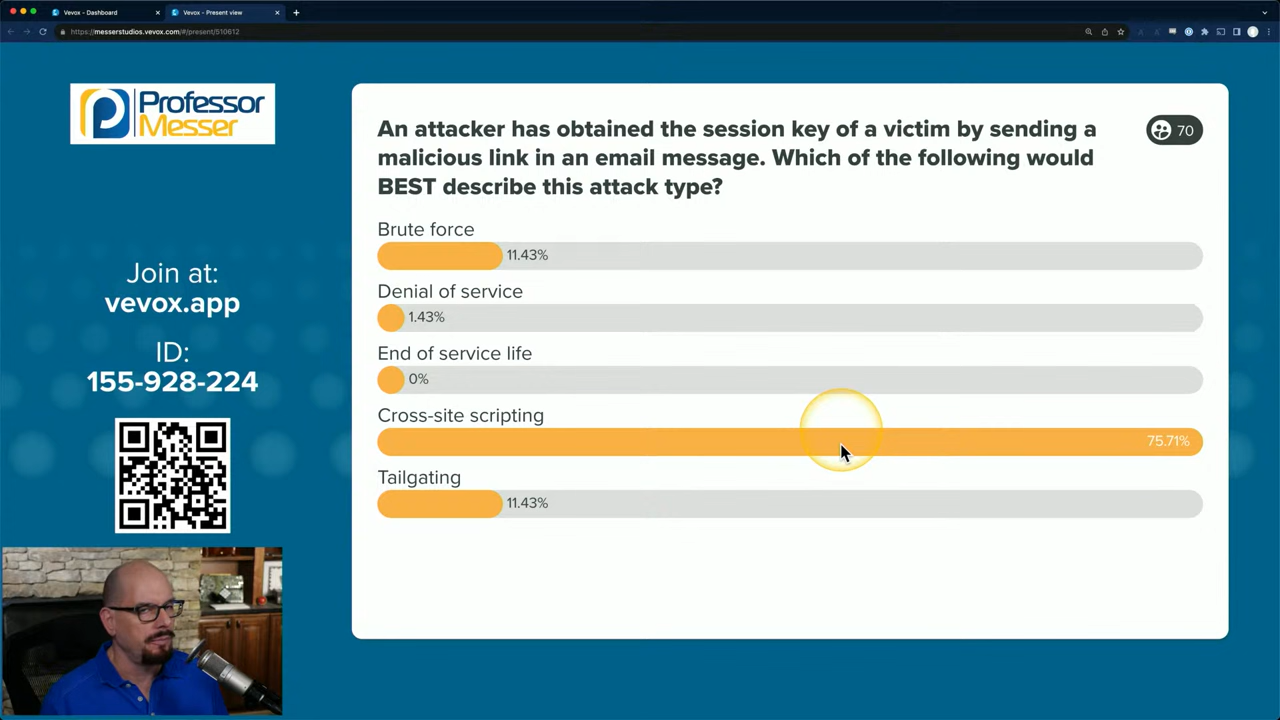 Vevox - Dashboard
Vevox - Present view
https://messerstudios.vevox.com/#/present/510612
Professor
Messer
Join at:
vevox.app
ID:
155-928-224
An attacker has obtained the session key of a victim by sending a
malicious link in an email message. Which of the following would
BEST describe this attack type?
70
Brute force
11.43%
Denial of service
1.43%
End of service life
0%
Cross-site scripting
75.71%
Tailgating
11.43%